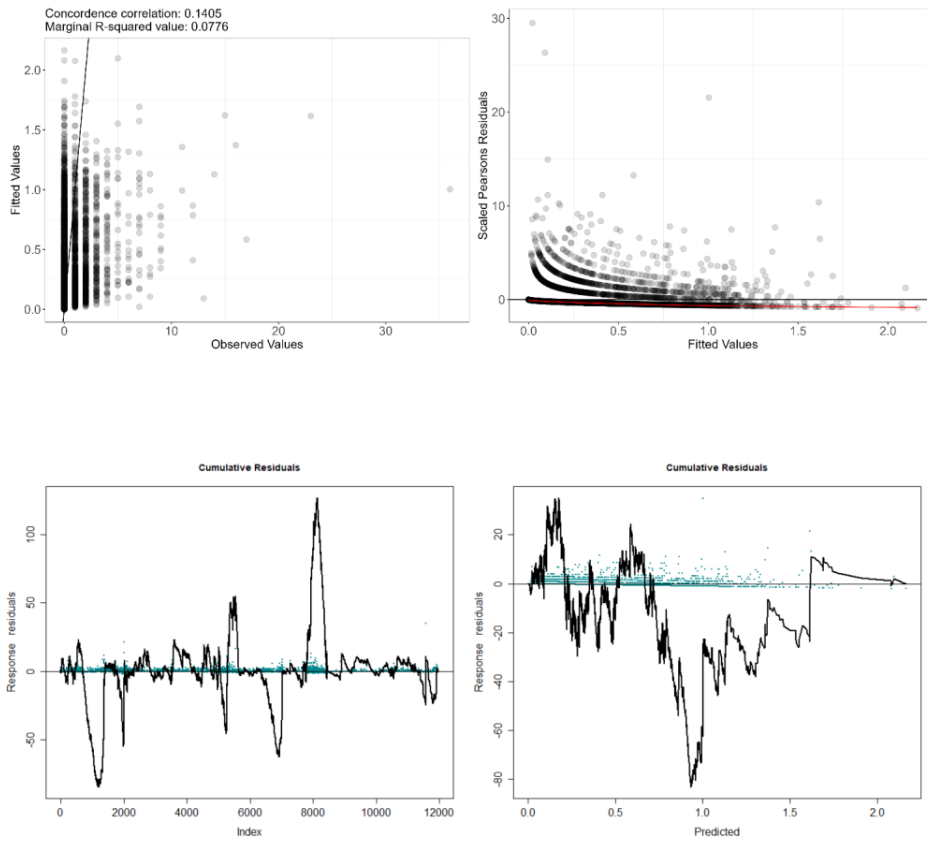 Concordence correlation: 0.1405
Marginal R-squared value: 0.0776
2.0
1.5
1.0
0.5
0.0
Fitted Values
0 10 20 30
Observed Values
30
20
10
0
Scaled Pearsons Residuals
0.0 0.5 1.0 1.5 2.0
Fitted Values
Cumulative Residuals
100
50
0
-50
Response residuals
0 2000 4000 6000 8000 10000 12000
Index
Cumulative Residuals
20
0
-20
-40
-60
-80
Response residuals
0.0 0.5 1.0 1.5 2.0
Predicted